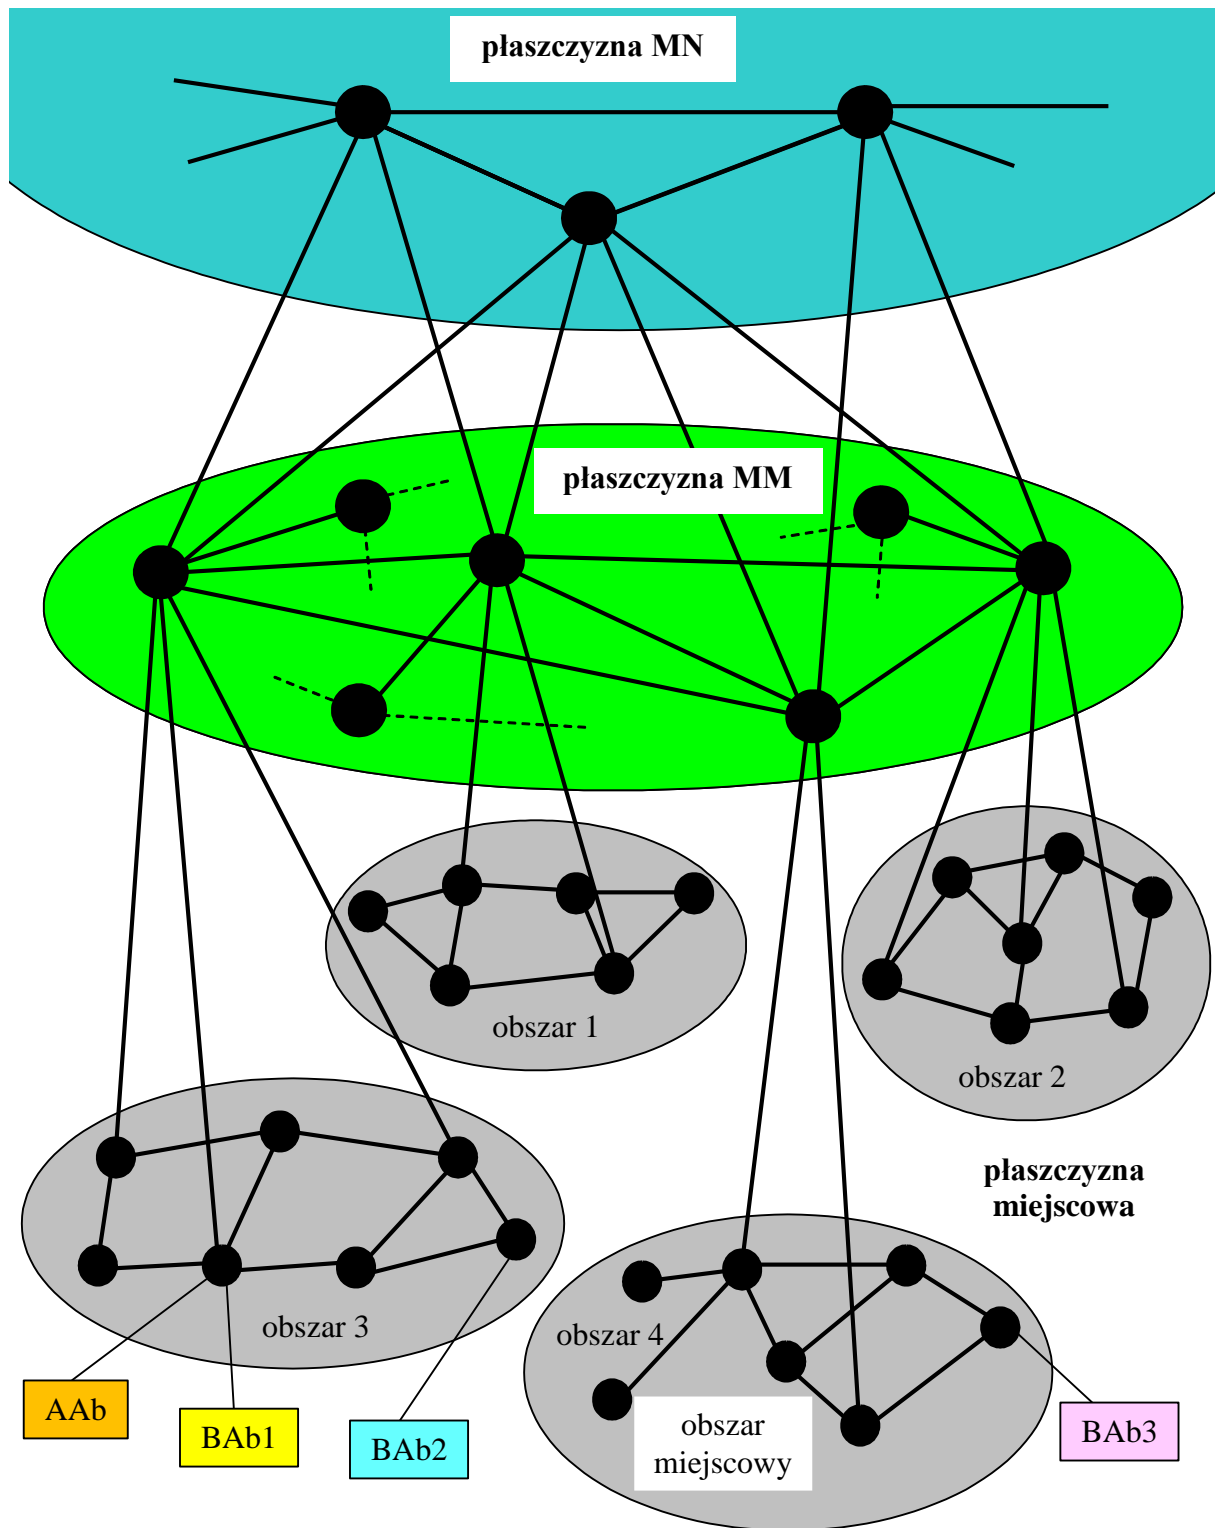 płaszczyzna MN
płaszczyzna MM
obszar 1
obszar 2
płaszczyzna
miejscowa
obszar 3
obszar 4
AAb
BAb1
BAb2
obszar
miejscowy
BAb3